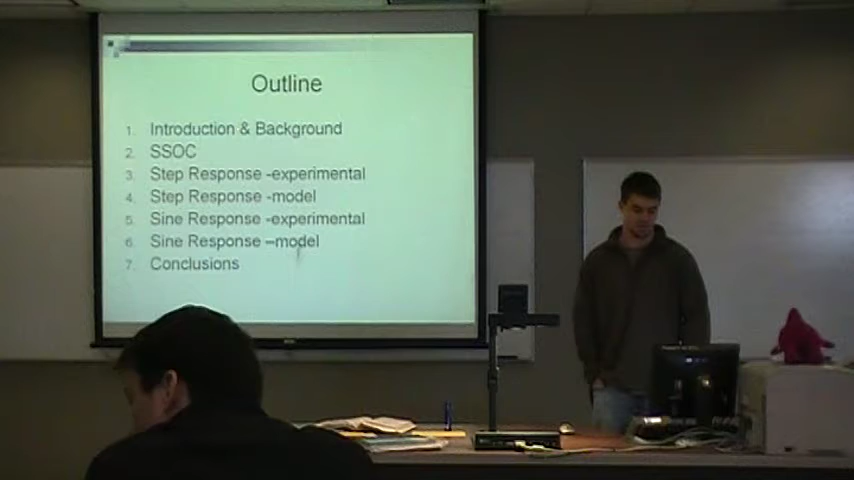 Outline
1. Introduction & Background
2. SSOC
3. Step Response -experimental
4. Step Response -model
5. Sine Response -experimental
6. Sine Response –model
7. Conclusions